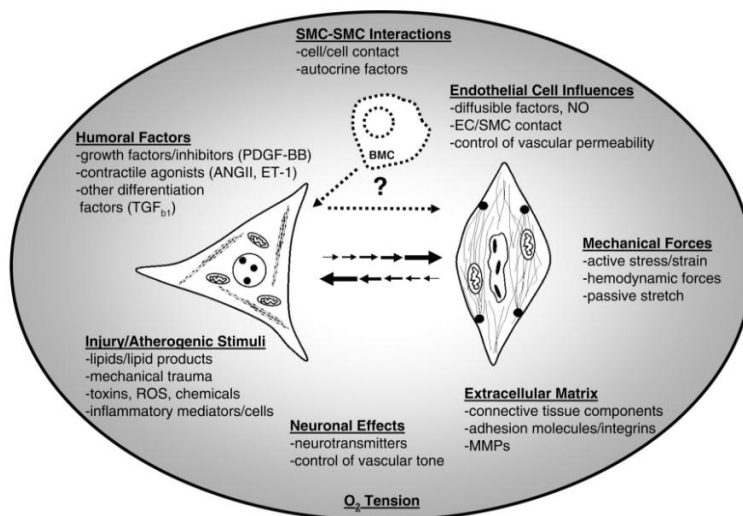 SMC-SMC Interactions
-cell/cell contact
-autocrine factors
Endothelial Cell Influences
-diffusible factors, NO
-EC/SMC contact
-control of vascular permeability
Humoral Factors
-growth factors/inhibitors (PDGF-BB)
-contractile agonists (ANGII, ET-1)
-other differentiation
factors (TGFb1)
BMC
?
Mechanical Forces
-active stress/strain
-hemodynamic forces
-passive stretch
Injury/Atherogenic Stimuli
-lipids/lipid products
-mechanical trauma
-toxins, ROS, chemicals
-inflammatory mediators/cells
Extracellular Matrix
-connective tissue components
-adhesion molecules/integrins
-MMPs
Neuronal Effects
-neurotransmitters
-control of vascular tone
O2 Tension